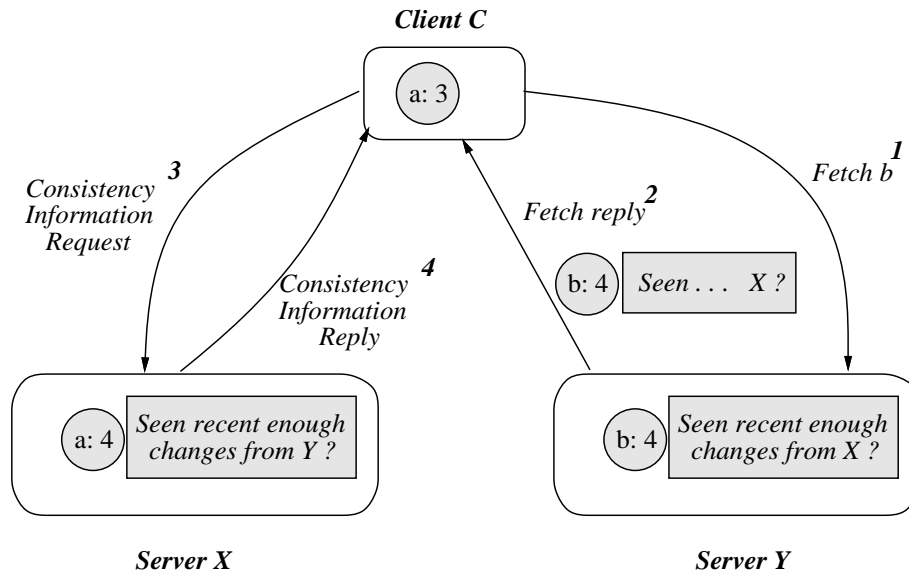 Client C
a: 3
3
Consistency
Information
Request
4
Consistency
Information
Reply
2
Fetch reply
1
Fetch b
b: 4
Seen . . . X ?
a: 4
Seen recent enough
changes from Y ?
b: 4
Seen recent enough
changes from X ?
Server X
Server Y